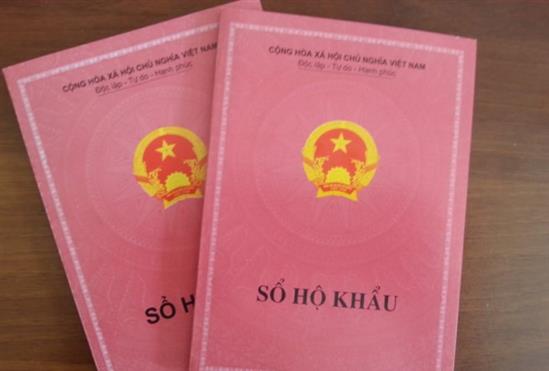 CỘNG HÒA XÃ HỘI CHỦ NGHĨA VIỆT NAM
Độc lập - Tự do - Hạnh phúc
SỔ H
CỘNG HÒA XÃ HỘI CHỦ NGHĨA VIỆT NAM
Độc lập - Tự do - Hạnh phúc
SỔ HỘ KHẨU